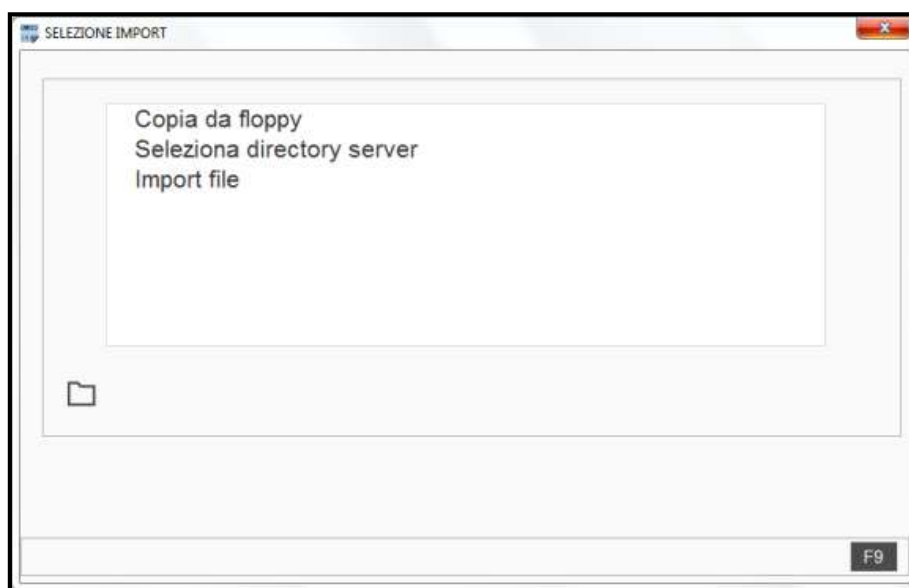 SELEZIONE IMPORT
Copia da floppy
Seleziona directory server
Import file
F9